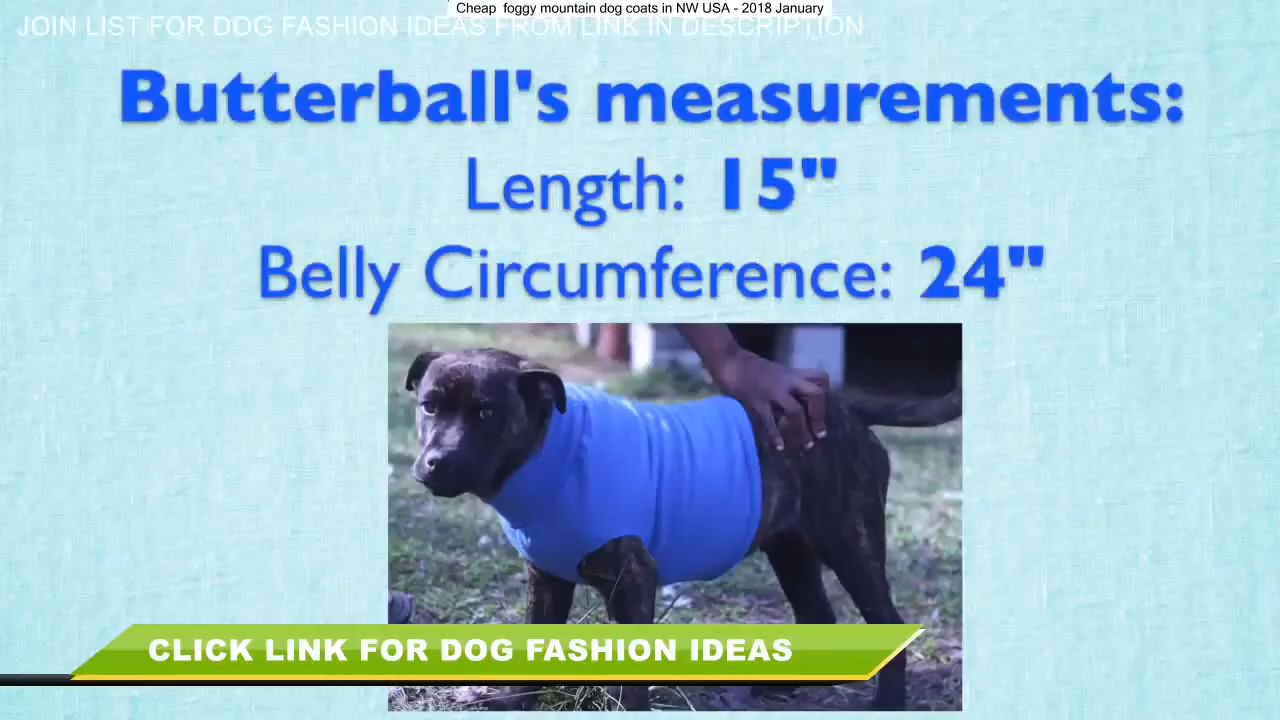 Cheap foggy mountain dog coats in NW USA - 2018 January
JOIN LIST FOR DOG FASHION IDEAS FROM LINK IN DESCRIPTION
Butterball's measurements:
Length: 15"
Belly Circumference: 24"
CLICK LINK FOR DOG FASHION IDEAS